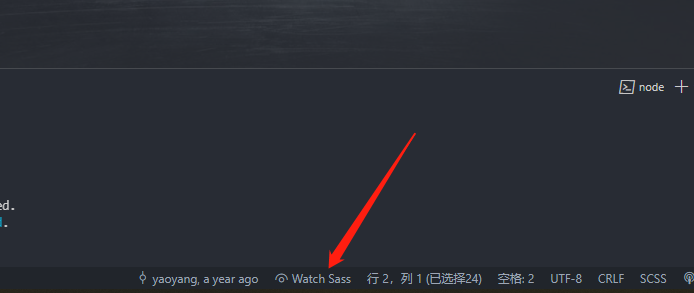 node
ed.
.
yaoyang, a year ago
Watch Sass
行 2，列 1 (已选择24)
空格: 2
UTF-8
CRLF
SCSS